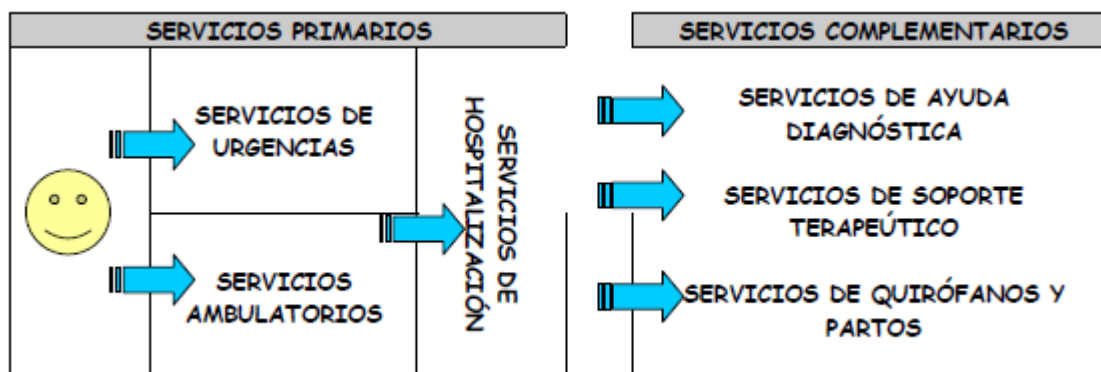 SERVICIOS PRIMARIOS
SERVICIOS DE
URGENCIAS
SERVICIOS
AMBULATORIOS
SERVICIOS DE
HOSPITALIZACIÓN
SERVICIOS COMPLEMENTARIOS
SERVICIOS DE AYUDA
DIAGNÓSTICA
SERVICIOS DE SOPORTE
TERAPEÚTICO
SERVICIOS DE QUIRÓFANOS Y
PARTOS